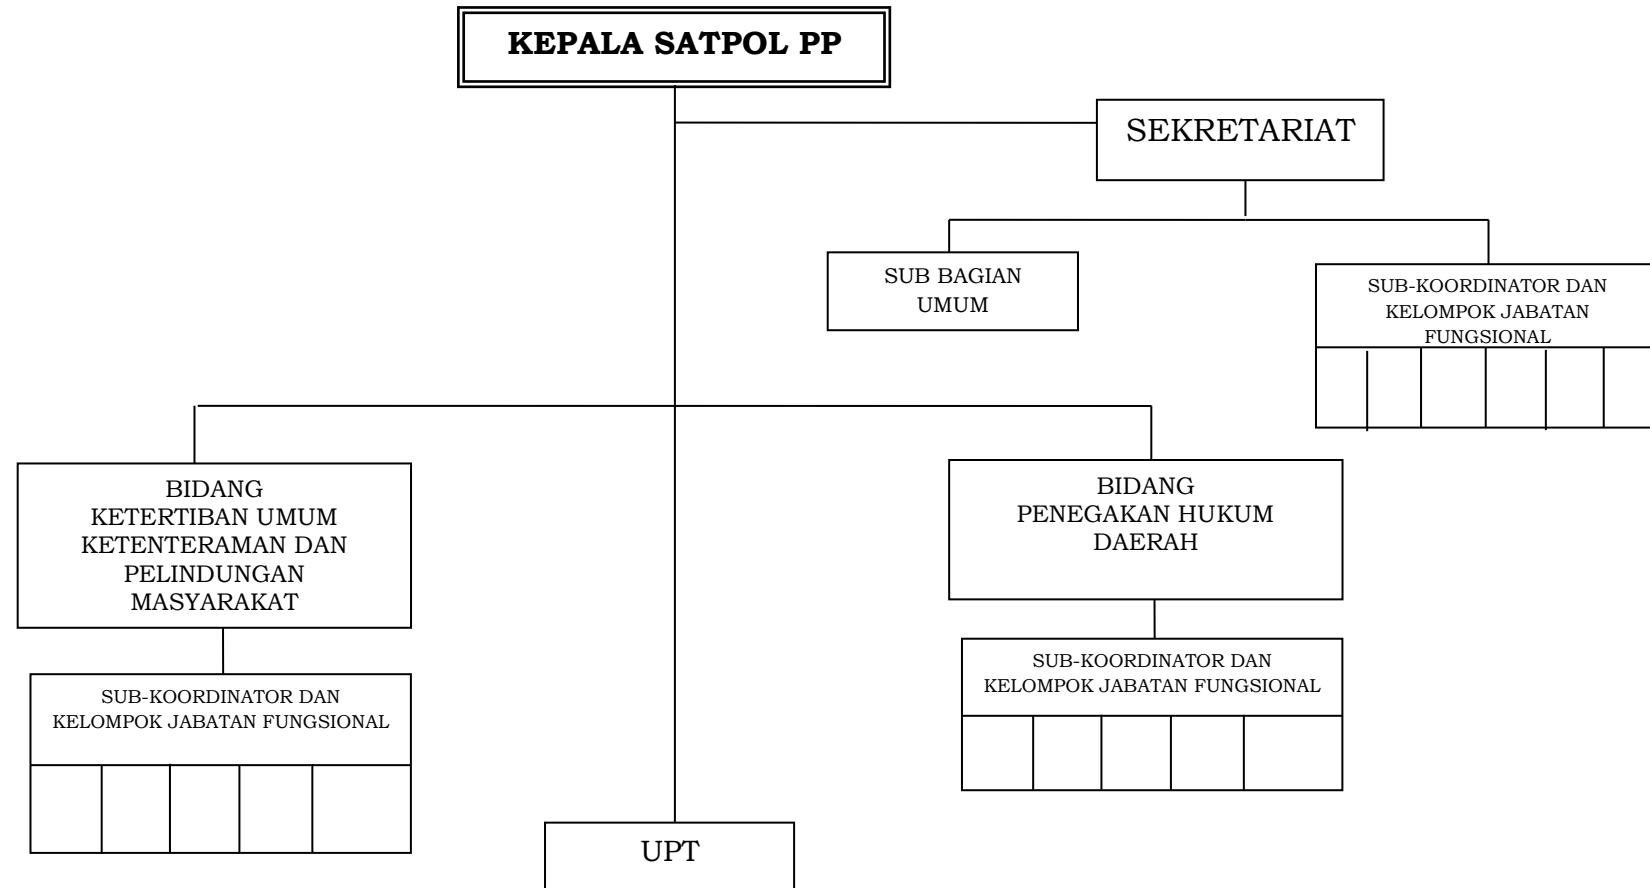 KEPALA SATPOL PP
SEKRETARIAT
SUB BAGIAN
UMUM
SUB-KOORDINATOR DAN
KELOMPOK JABATAN
FUNGSIONAL
BIDANG
KETERTIBAN UMUM
KETENTERAMAN DAN
PELINDUNGAN
MASYARAKAT
BIDANG
PENEGAKAN HUKUM
DAERAH
SUB-KOORDINATOR DAN
KELOMPOK JABATAN FUNGSIONAL
SUB-KOORDINATOR DAN
KELOMPOK JABATAN FUNGSIONAL
UPT